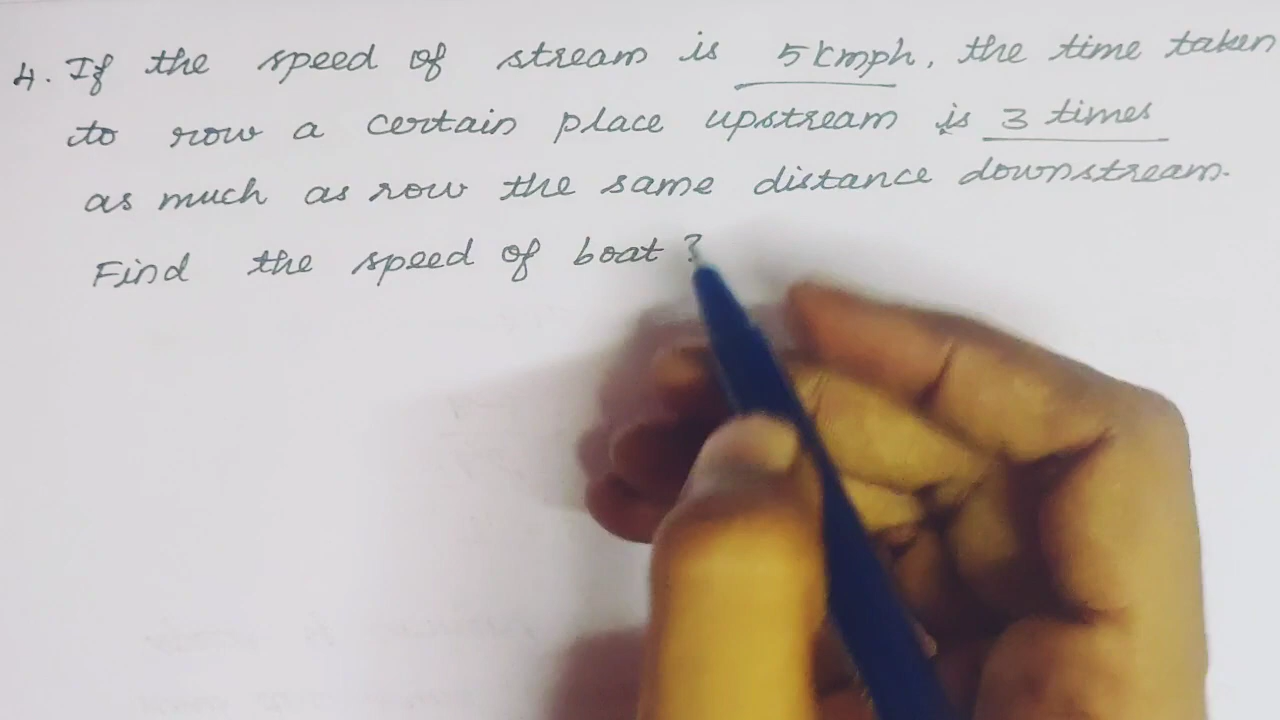 4. If the speed of stream is 5 kmph, the time taken
to row a certain place upstream is 3 times
as much as row the same distance downstream.
Find the speed of boat ?